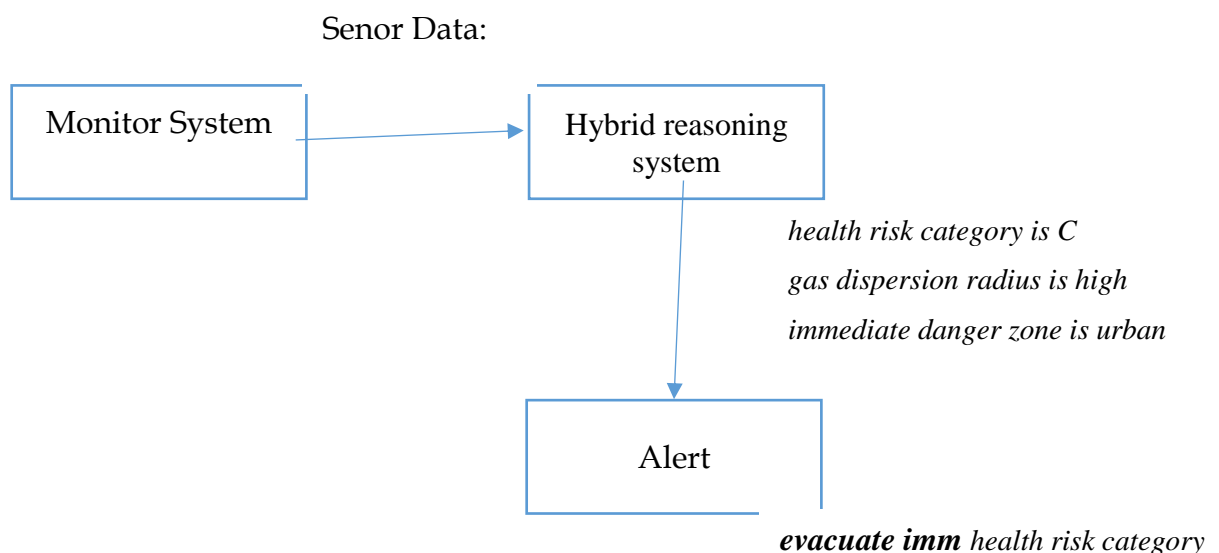 Senor Data:
Monitor System
Hybrid reasoning
system
health risk category is C
gas dispersion radius is high
immediate danger zone is urban
Alert
evacuate imm health risk category